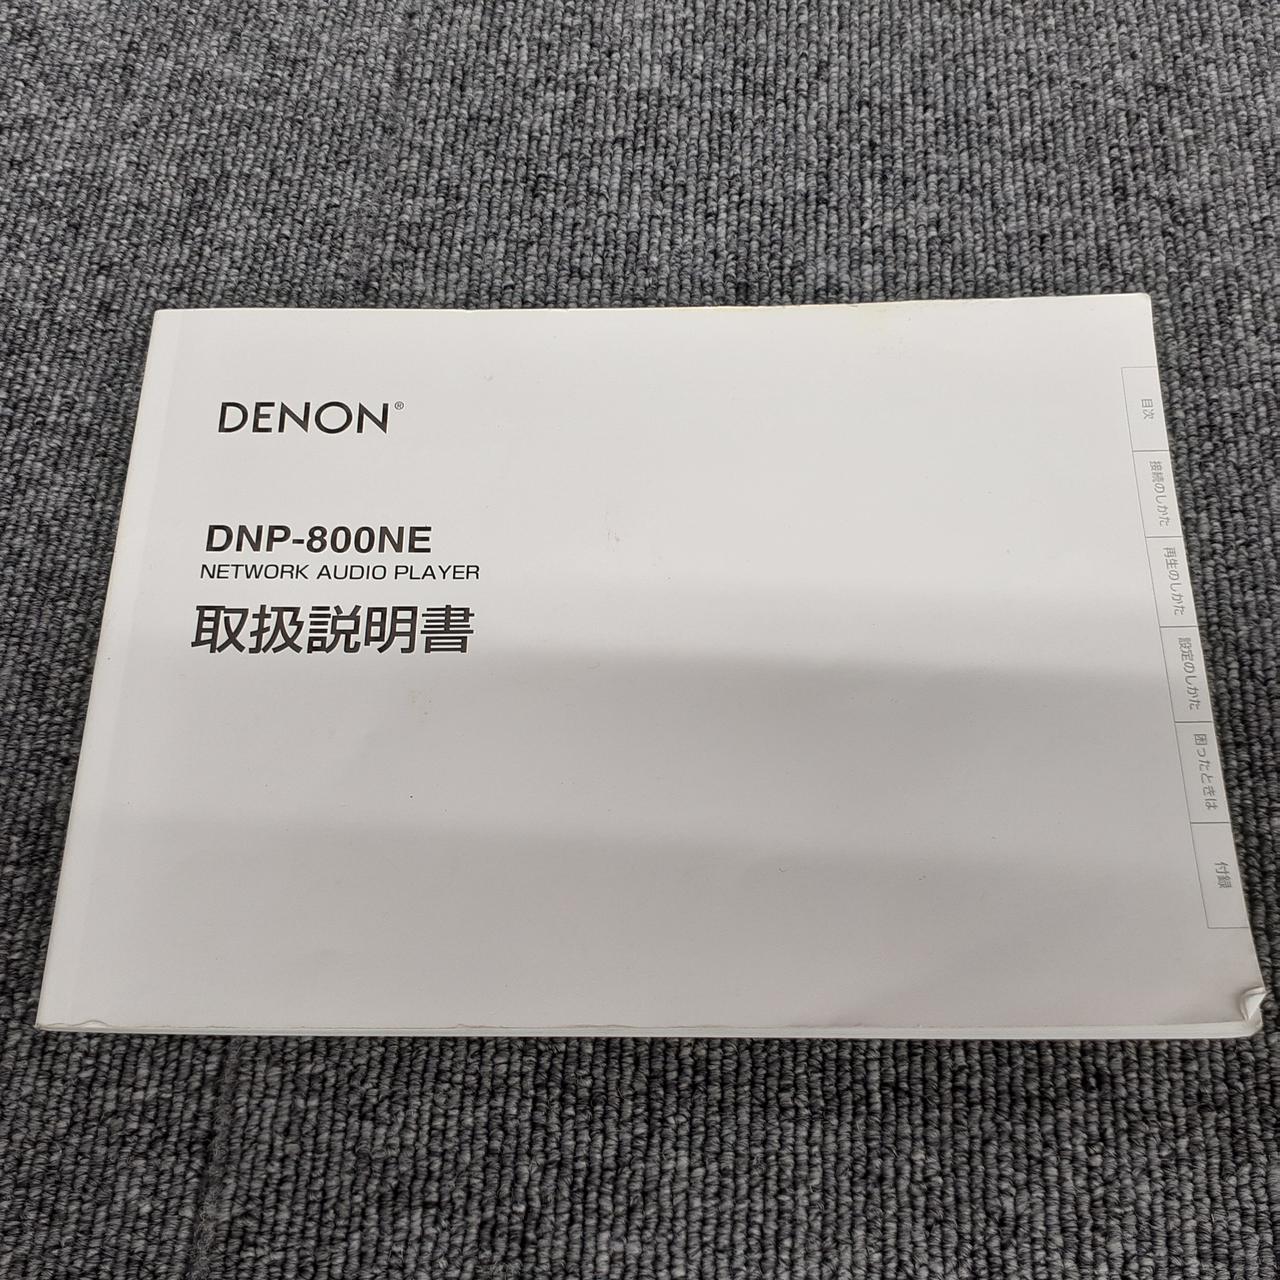 DENON®
DNP-800NE
NETWORK AUDIO PLAYER
取扱説明書
目次
接続のしかた
再生のしかた
設定のしかた
困ったときは
付録